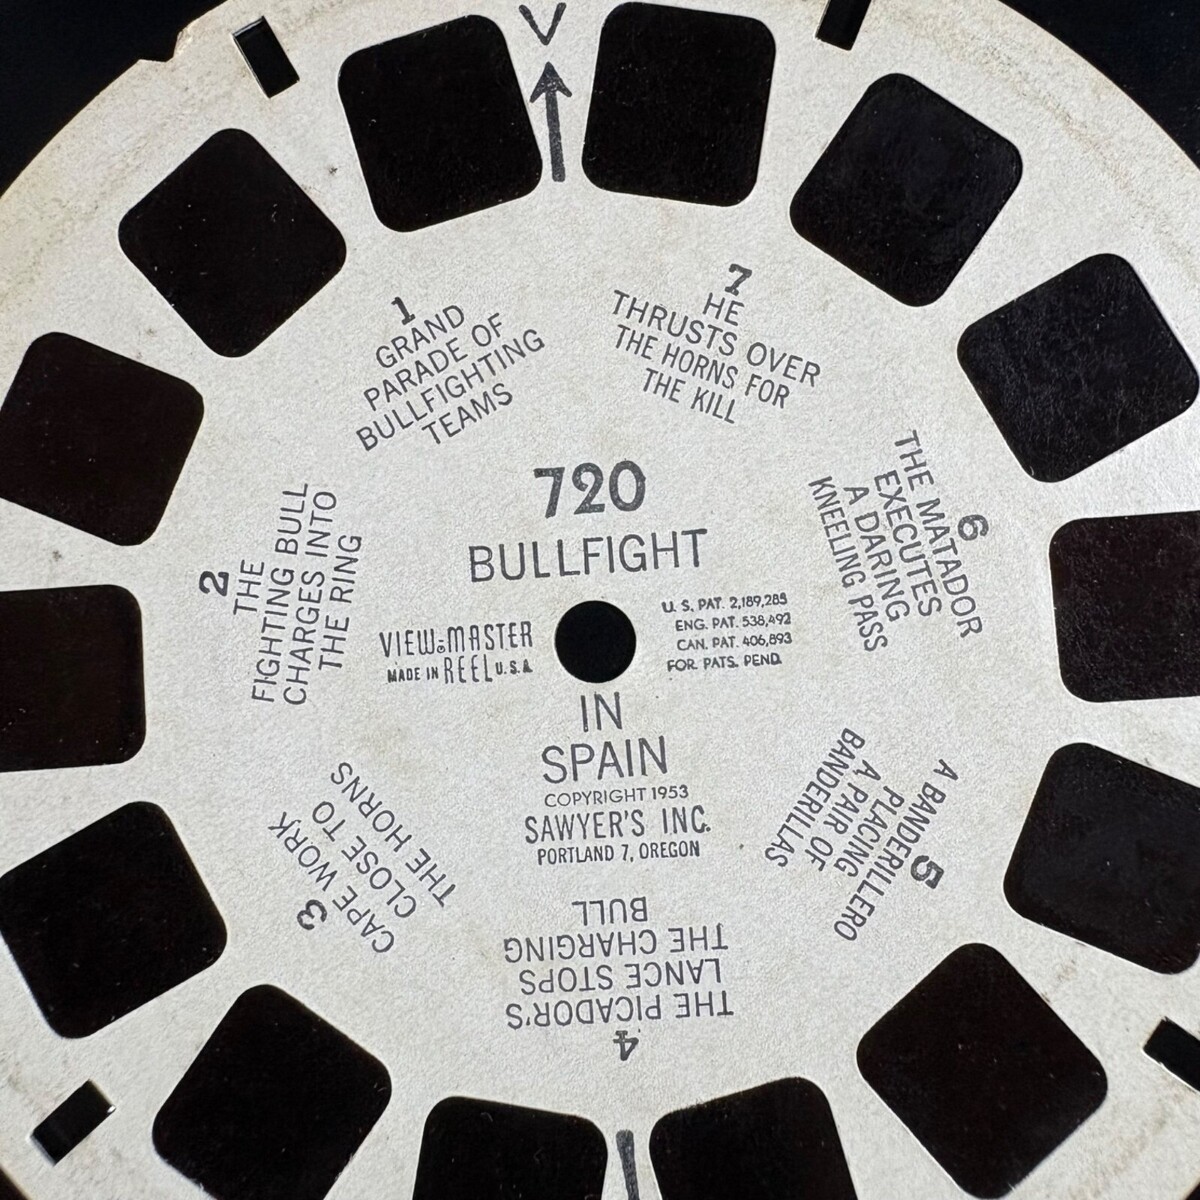 V
720
BULLFIGHT
VIEW-MASTER
MADE IN REEL U.S.A.
U. S. PAT. 2,189,285
ENG. PAT. 538,492
CAN. PAT. 406,893
FOR. PATS. PEND.
IN
SPAIN
COPYRIGHT 1953
SAWYER'S INC.
PORTLAND 7, OREGON
1
GRAND
PARADE OF
BULLFIGHTING
TEAMS
2
THE
FIGHTING BULL
CHARGES INTO
THE RING
3
CAPE WORK
CLOSE TO
THE HORNS
4
THE PICADOR'S
LANCE STOPS
THE CHARGING
BULL
5
A BANDERILLERO
PLACING
A PAIR OF
BANDERILLAS
6
THE MATADOR
EXECUTES
A DARING
KNEELING PASS
7
HE
THRUSTS OVER
THE HORNS FOR
THE KILL